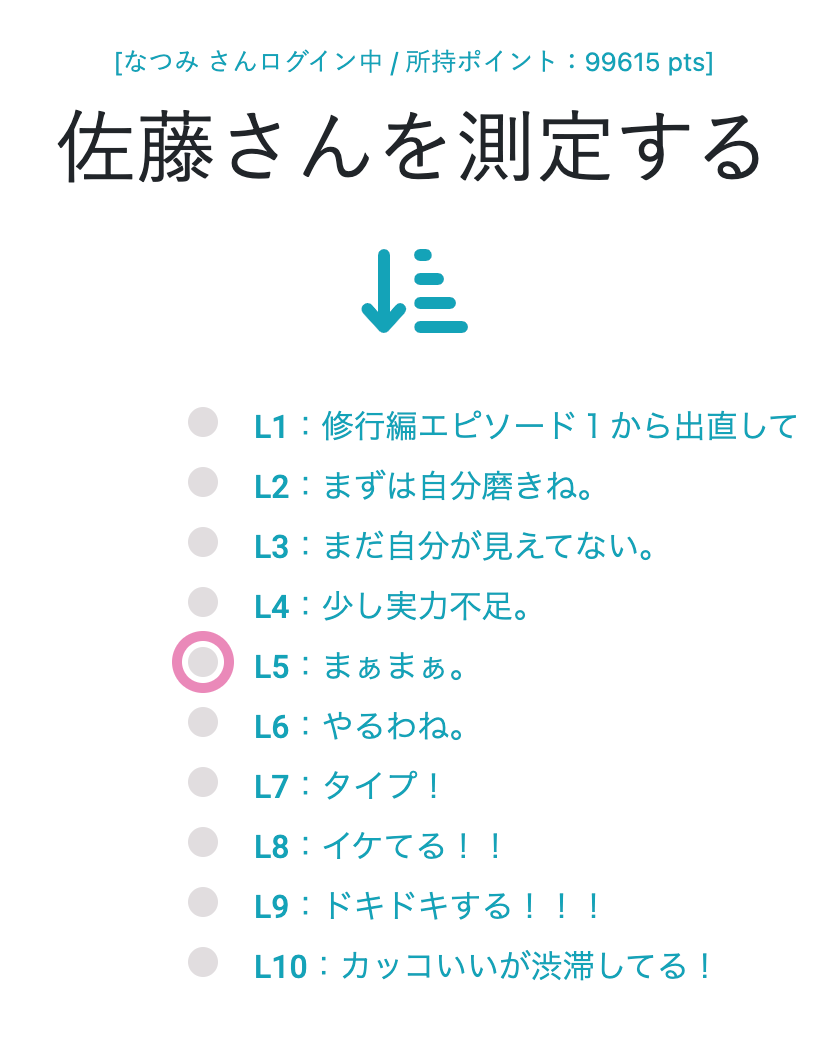 [なつみ さんログイン中 / 所持ポイント：99615 pts]
佐藤さんを測定する
L1：修行編エピソード１から出直して
L2：まずは自分磨きね。
L3：まだ自分が見えてない。
L4：少し実力不足。
L5：まぁまぁ。
L6：やるわね。
L7：タイプ！
L8：イケてる！！
L9：ドキドキする！！！
L10：カッコいいが渋滞してる！